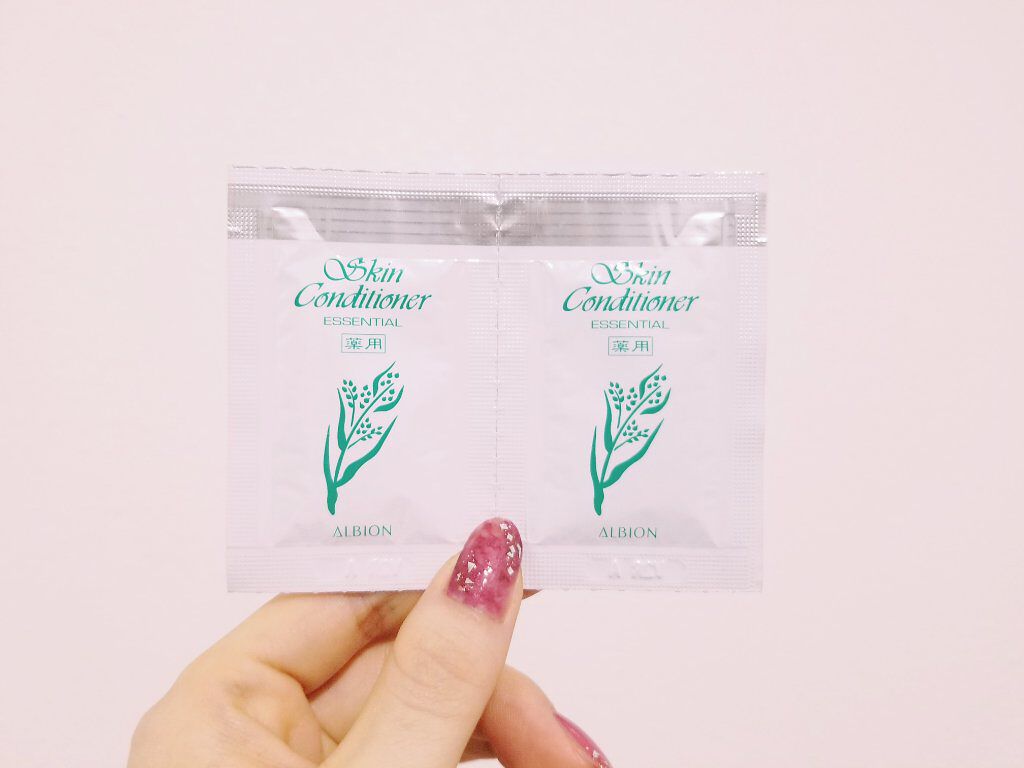 Skin
Conditioner
ESSENTIAL
薬用
ALBION
Skin
Conditioner
ESSENTIAL
薬用
ALBION